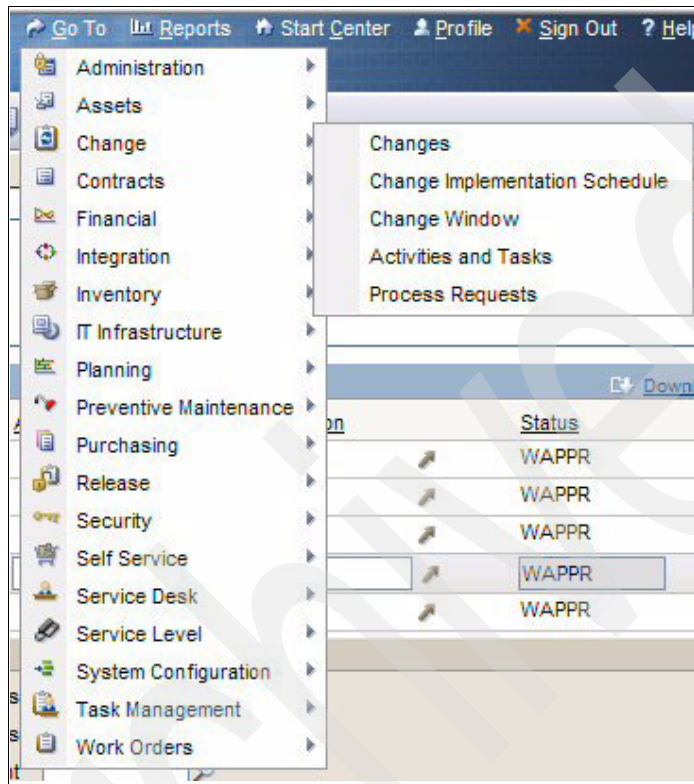 Go To Reports Start Center Profile Sign Out ? Help
Administration
Assets
Change
Changes
Contracts
Change Implementation Schedule
Financial
Change Window
Integration
Activities and Tasks
Inventory
Process Requests
IT Infrastructure
Planning
Preventive Maintenance
Status
Purchasing
WAPPR
Release
WAPPR
Security
WAPPR
Self Service
WAPPR
Service Desk
WAPPR
Service Level
System Configuration
Task Management
Work Orders